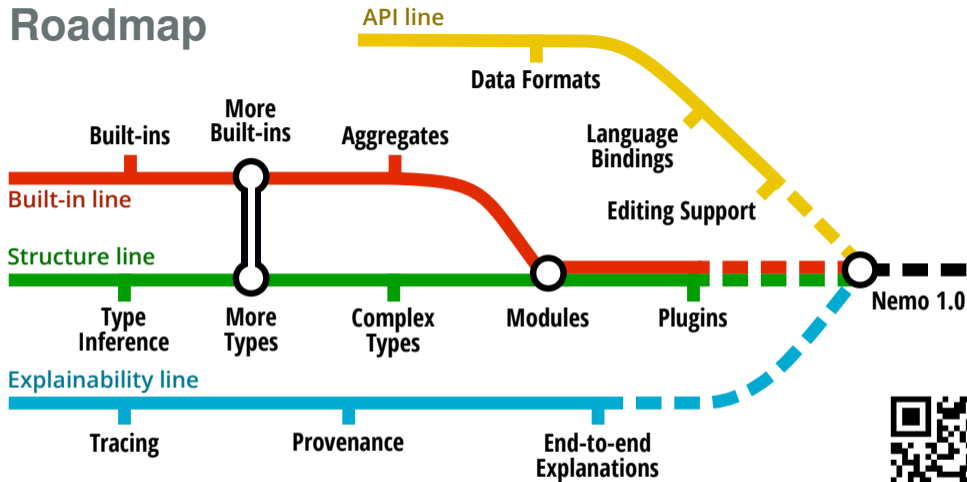 Roadmap
API line
Data Formats
More
Built-ins
Built-ins
Aggregates
Language
Bindings
Built-in line
Editing Support
Structure line
Type
Inference
More
Types
Complex
Types
Modules
Plugins
Nemo 1.0
Explainability line
Tracing
Provenance
End-to-end
Explanations